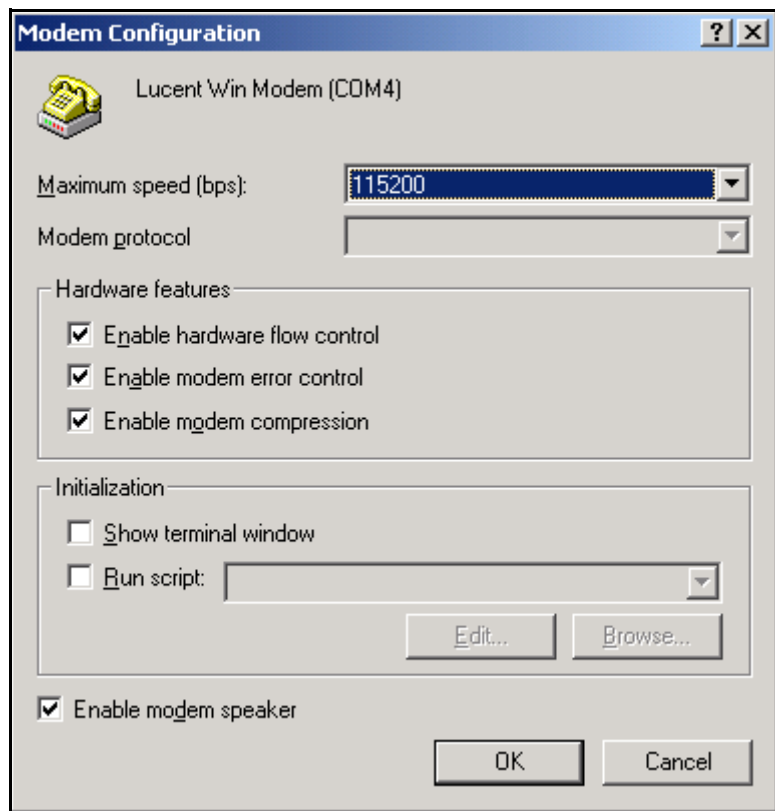 Modem Configuration
Lucent Win Modem (COM4)
Maximum speed (bps): 115200
Modem protocol
Hardware features
Enable hardware flow control
Enable modem error control
Enable modem compression
Initialization
Show terminal window
Run script:
Edit... Browse...
Enable modem speaker
OK Cancel